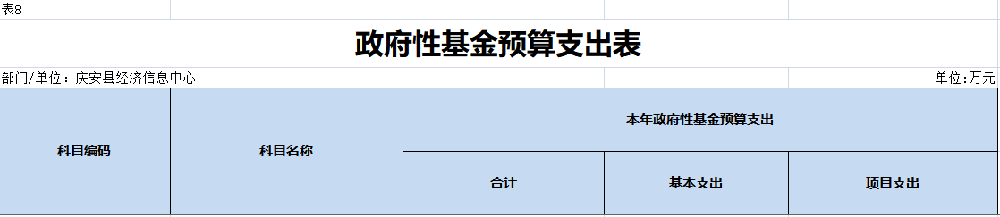 表8
政府性基金预算支出表
部门/单位：庆安县经济信息中心 单位:万元
科目编码 科目名称 本年政府性基金预算支出
合计 基本支出 项目支出